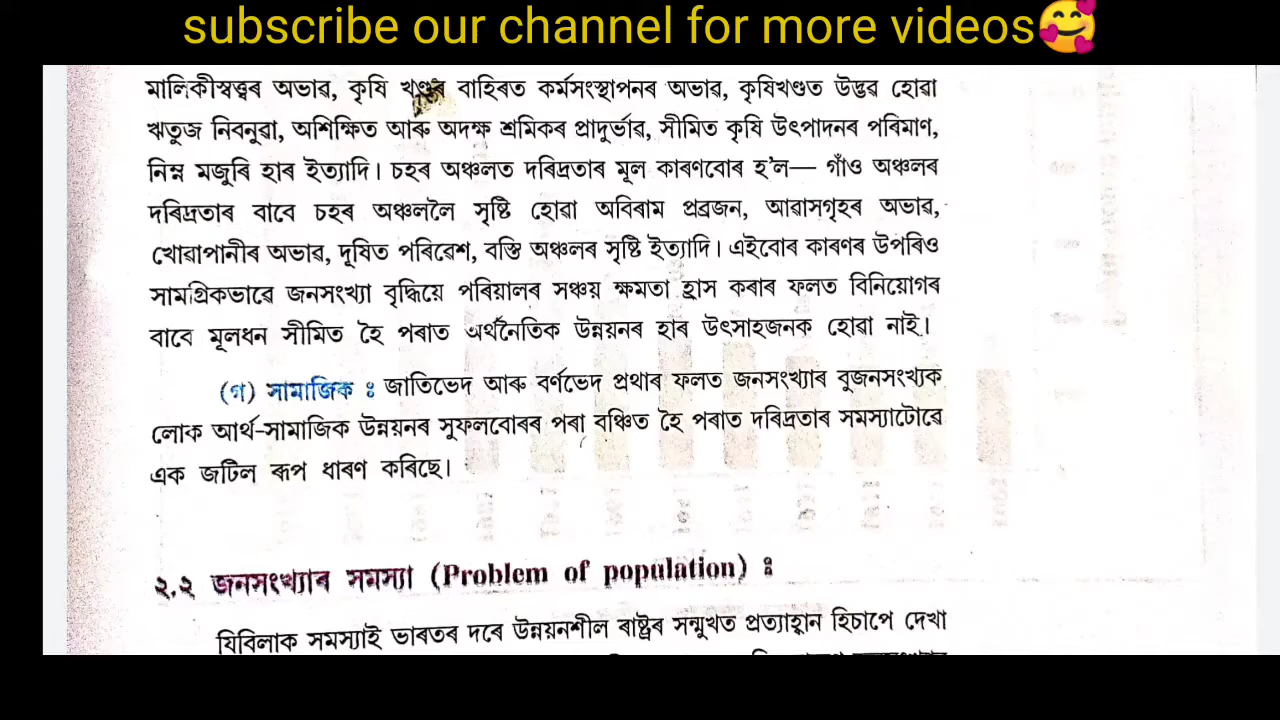 subscribe our channel for more videos🥰
মালিকীস্বত্বৰ অভাৱ, কৃষি খণ্ডৰ বাহিৰত কৰ্মসংস্থাপনৰ অভাৱ, কৃষিখণ্ডত উদ্ভৱ হোৱা
ঋতুজ নিবনুৱা, অশিক্ষিত আৰু অদক্ষ শ্ৰমিকৰ প্ৰাদুৰ্ভাৱ, সীমিত কৃষি উৎপাদনৰ পৰিমাণ,
নিম্ন মজুৰি হাৰ ইত্যাদি। চহৰ অঞ্চলত দৰিদ্ৰতাৰ মূল কাৰণবোৰ হ’ল— গাঁও অঞ্চলৰ
দৰিদ্ৰতাৰ বাবে চহৰ অঞ্চললৈ সৃষ্টি হোৱা অবিৰাম প্ৰব্ৰজন, আৱাসগৃহৰ অভাৱ,
খোৱাপানীৰ অভাৱ, দূষিত পৰিৱেশ, বস্তি অঞ্চলৰ সৃষ্টি ইত্যাদি। এইবোৰ কাৰণৰ উপৰিও
সামগ্ৰিকভাৱে জনসংখ্যা বৃদ্ধিয়ে পৰিয়ালৰ সঞ্চয় ক্ষমতা হ্ৰাস কৰাৰ ফলত বিনিয়োগৰ
বাবে মূলধন সীমিত হৈ পৰাত অৰ্থনৈতিক উন্নয়নৰ হাৰ উৎসাহজনক হোৱা নাই।
(গ) সামাজিক ঃ জাতিভেদ আৰু বৰ্ণভেদ প্ৰথাৰ ফলত জনসংখ্যাৰ বুজনসংখ্যক
লোক আৰ্থ-সামাজিক উন্নয়নৰ সুফলবোৰৰ পৰা বঞ্চিত হৈ পৰাত দৰিদ্ৰতাৰ সমস্যাটোৱে
এক জটিল ৰূপ ধাৰণ কৰিছে।
২.২ জনসংখ্যাৰ সমস্যা (Problem of population) ঃ
যিবিলাক সমস্যাই ভাৰতৰ দৰে উন্নয়নশীল ৰাষ্ট্ৰৰ সন্মুখত প্ৰত্যাহ্বান হিচাপে দেখা